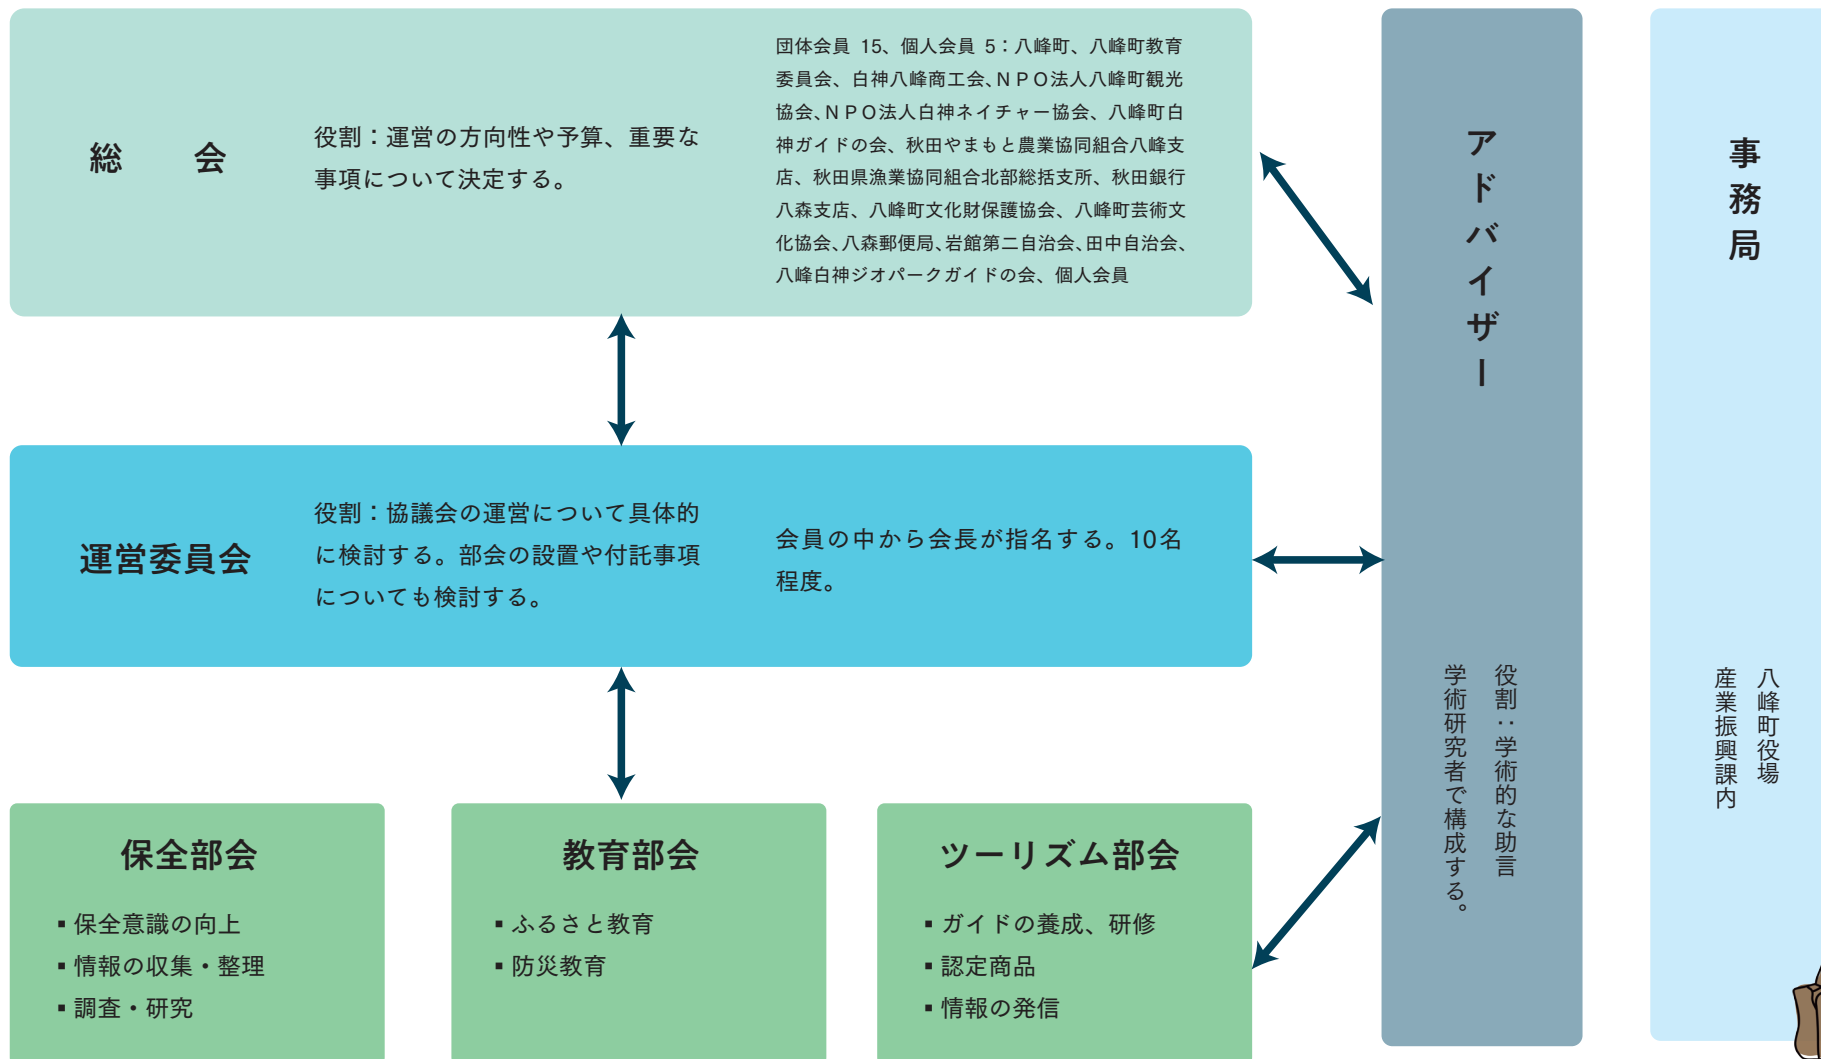 総　会
役割：運営の方向性や予算、重要な
事項について決定する。
団体会員 15、個人会員 5：八峰町、八峰町教育
委員会、白神八峰商工会、ＮＰＯ法人八峰町観光
協会、ＮＰＯ法人白神ネイチャー協会、八峰町白
神ガイドの会、秋田やまもと農業協同組合八峰支
店、秋田県漁業協同組合北部総括支所、秋田銀行
八森支店、八峰町文化財保護協会、八峰町芸術文
化協会、八森郵便局、岩館第二自治会、田中自治会、
八峰白神ジオパークガイドの会、個人会員
運営委員会
役割：協議会の運営について具体的
に検討する。部会の設置や付託事項
についても検討する。
会員の中から会長が指名する。10名
程度。
保全部会
▪保全意識の向上
▪情報の収集・整理
▪調査・研究
教育部会
▪ふるさと教育
▪防災教育
ツーリズム部会
▪ガイドの養成、研修
▪認定商品
▪情報の発信
アドバイザー
役割：学術的な助言
学術研究者で構成する。
事務局
八峰町役場
産業振興課内